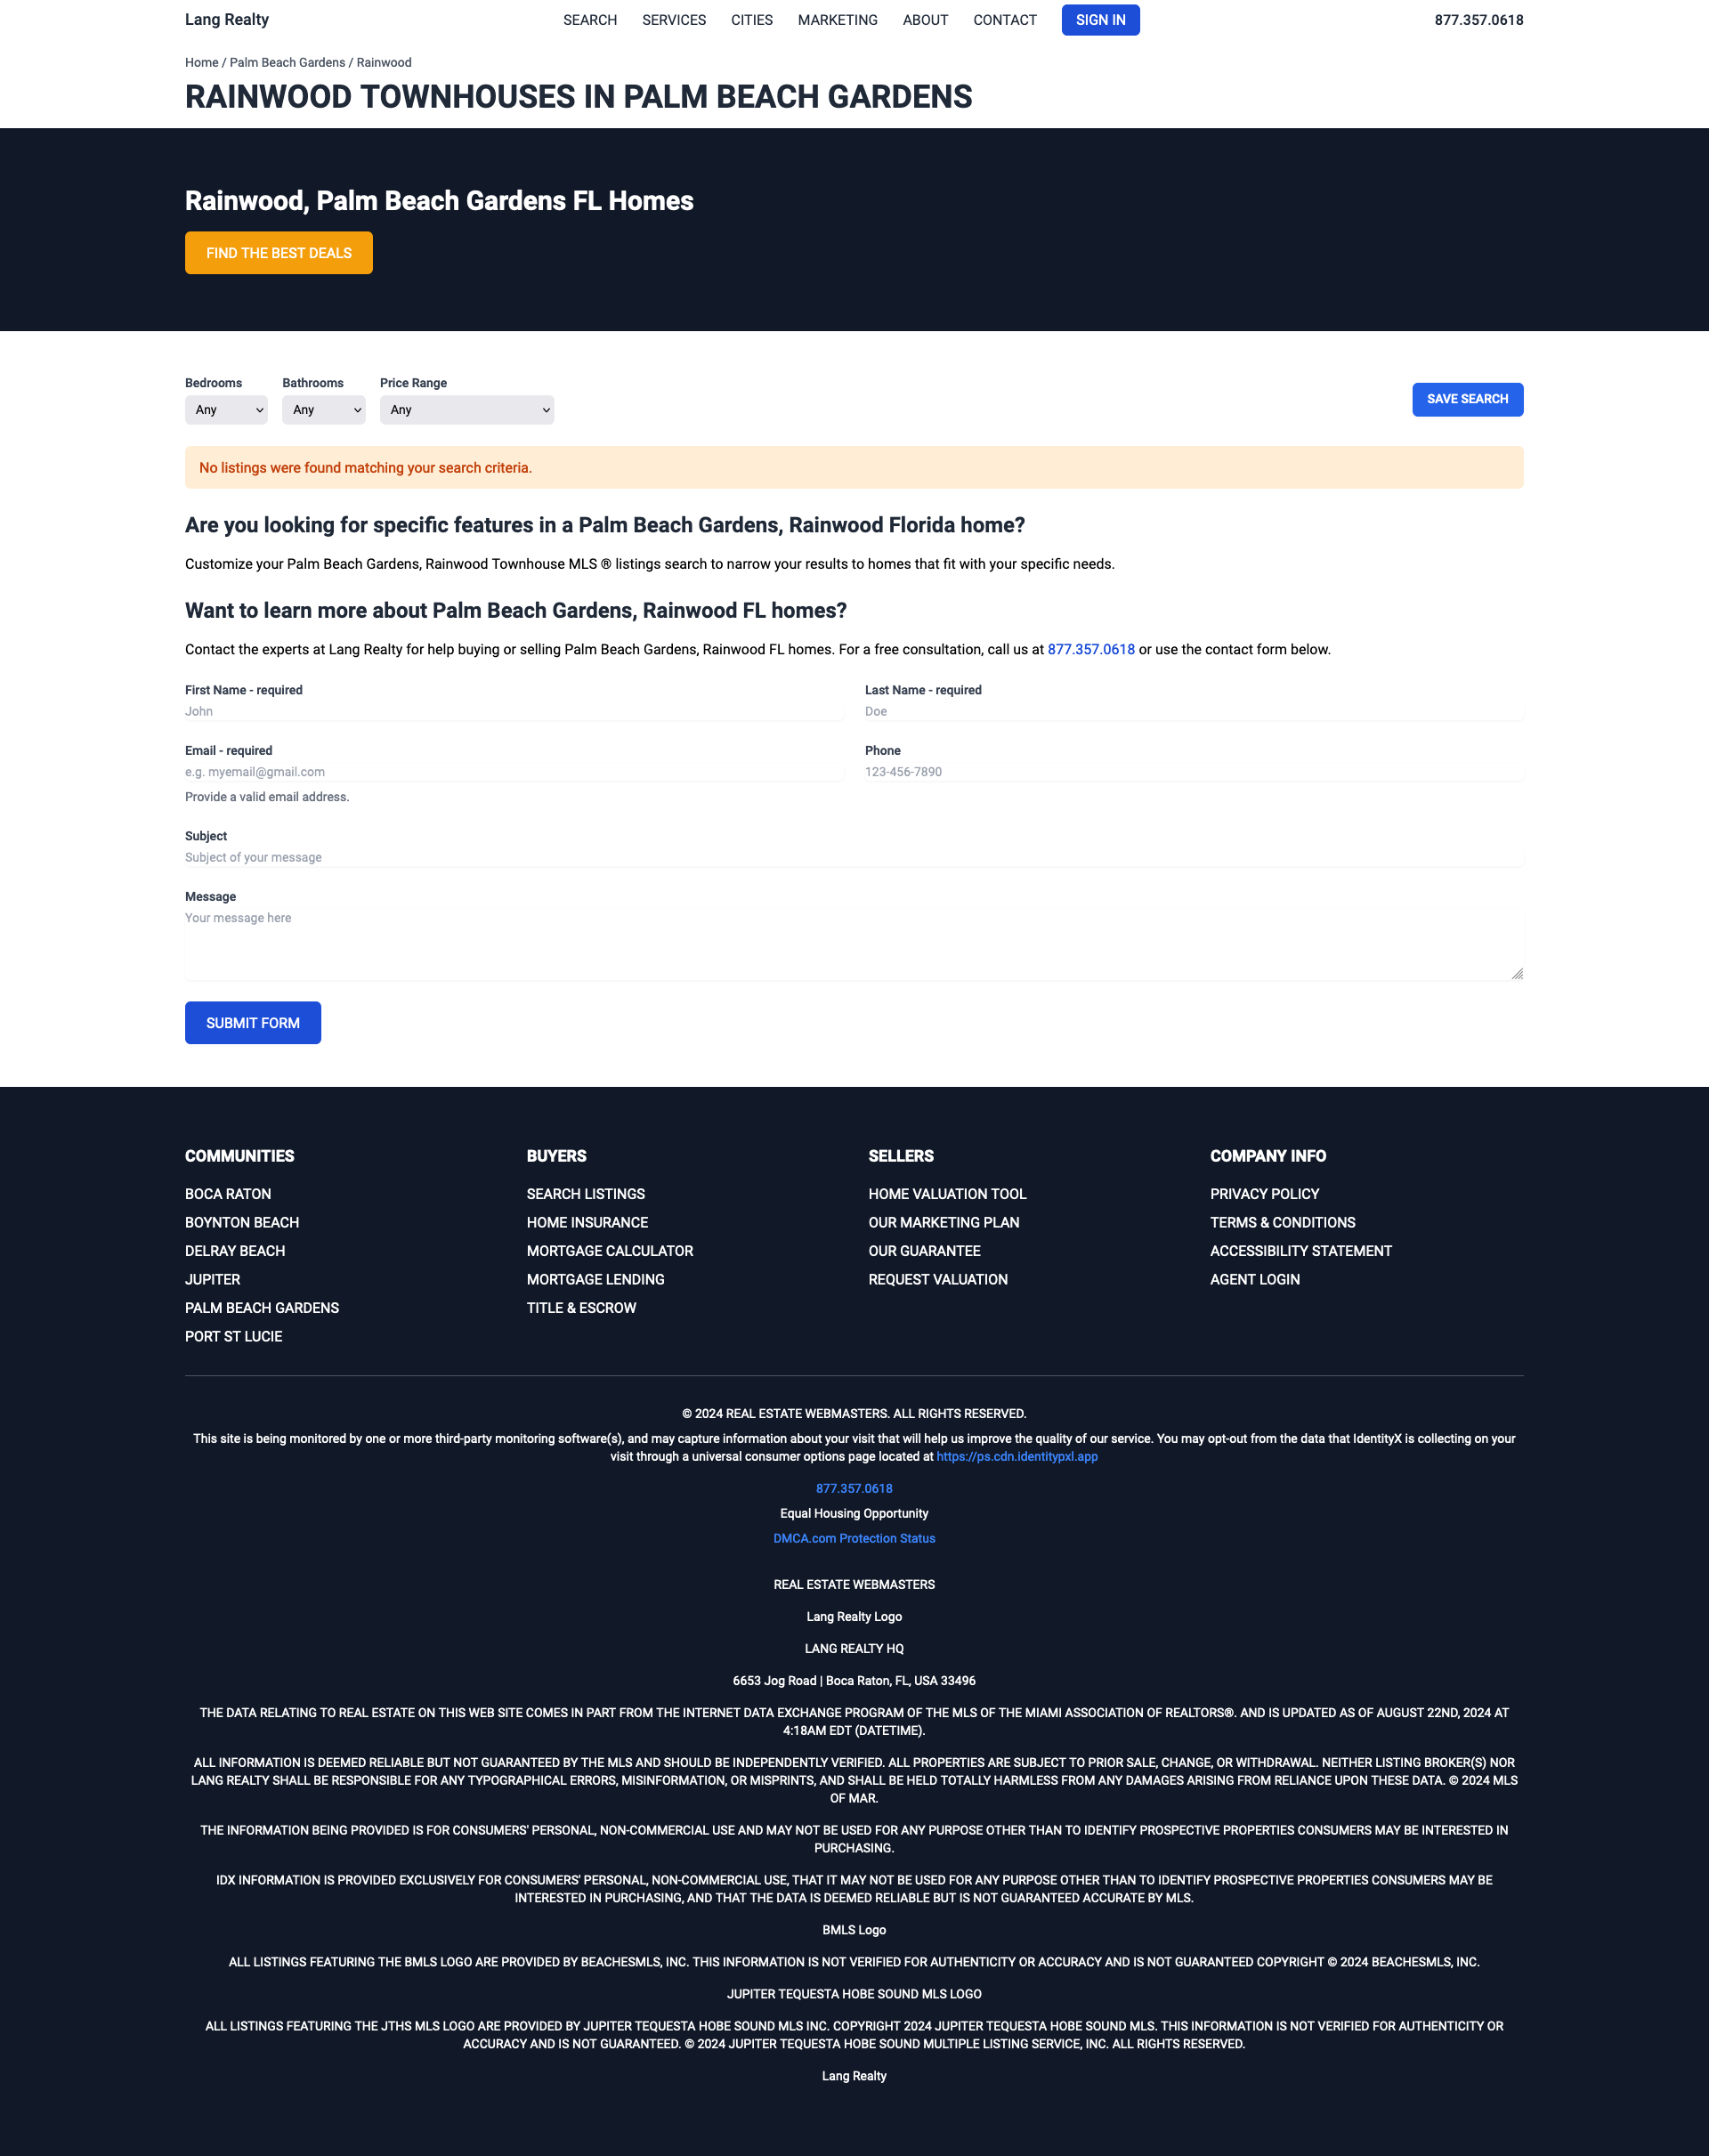 Lang Realty
SEARCH SERVICES CITIES MARKETING ABOUT CONTACT SIGN IN
877.357.0618
Home / Palm Beach Gardens / Rainwood
RAINWOOD TOWNHOUSES IN PALM BEACH GARDENS
Rainwood, Palm Beach Gardens FL Homes
FIND THE BEST DEALS
Bedrooms Bathrooms Price Range
Any Any Any
SAVE SEARCH
No listings were found matching your search criteria.
Are you looking for specific features in a Palm Beach Gardens, Rainwood Florida home?
Customize your Palm Beach Gardens, Rainwood Townhouse MLS ® listings search to narrow your results to homes that fit with your specific needs.
Want to learn more about Palm Beach Gardens, Rainwood FL homes?
Contact the experts at Lang Realty for help buying or selling Palm Beach Gardens, Rainwood FL homes. For a free consultation, call us at 877.357.0618 or use the contact form below.
First Name - required
John
Last Name - required
Doe
Email - required
e.g. myemail@gmail.com
Provide a valid email address.
Phone
123-456-7890
Subject
Subject of your message
Message
Your message here
SUBMIT FORM
COMMUNITIES
BOCA RATON
BOYNTON BEACH
DELRAY BEACH
JUPITER
PALM BEACH GARDENS
PORT ST LUCIE
BUYERS
SEARCH LISTINGS
HOME INSURANCE
MORTGAGE CALCULATOR
MORTGAGE LENDING
TITLE & ESCROW
SELLERS
HOME VALUATION TOOL
OUR MARKETING PLAN
OUR GUARANTEE
REQUEST VALUATION
COMPANY INFO
PRIVACY POLICY
TERMS & CONDITIONS
ACCESSIBILITY STATEMENT
AGENT LOGIN
© 2024 REAL ESTATE WEBMASTERS. ALL RIGHTS RESERVED.
This site is being monitored by one or more third-party monitoring software(s), and may capture information about your visit that will help us improve the quality of our service. You may opt-out from the data that IdentityX is collecting on your
visit through a universal consumer options page located at https://ps.cdn.identitypxl.app
877.357.0618
Equal Housing Opportunity
DMCA.com Protection Status
REAL ESTATE WEBMASTERS
Lang Realty Logo
LANG REALTY HQ
6653 Jog Road | Boca Raton, FL, USA 33496
THE DATA RELATING TO REAL ESTATE ON THIS WEB SITE COMES IN PART FROM THE INTERNET DATA EXCHANGE PROGRAM OF THE MLS OF THE MIAMI ASSOCIATION OF REALTORS®. AND IS UPDATED AS OF AUGUST 22ND, 2024 AT
4:18AM EDT (DATETIME).
ALL INFORMATION IS DEEMED RELIABLE BUT NOT GUARANTEED BY THE MLS AND SHOULD BE INDEPENDENTLY VERIFIED. ALL PROPERTIES ARE SUBJECT TO PRIOR SALE, CHANGE, OR WITHDRAWAL. NEITHER LISTING BROKER(S) NOR
LANG REALTY SHALL BE RESPONSIBLE FOR ANY TYPOGRAPHICAL ERRORS, MISINFORMATION, OR MISPRINTS, AND SHALL BE HELD TOTALLY HARMLESS FROM ANY DAMAGES ARISING FROM RELIANCE UPON THESE DATA. © 2024 MLS
OF MAR.
THE INFORMATION BEING PROVIDED IS FOR CONSUMERS' PERSONAL, NON-COMMERCIAL USE AND MAY NOT BE USED FOR ANY PURPOSE OTHER THAN TO IDENTIFY PROSPECTIVE PROPERTIES CONSUMERS MAY BE INTERESTED IN
PURCHASING.
IDX INFORMATION IS PROVIDED EXCLUSIVELY FOR CONSUMERS' PERSONAL, NON-COMMERCIAL USE, THAT IT MAY NOT BE USED FOR ANY PURPOSE OTHER THAN TO IDENTIFY PROSPECTIVE PROPERTIES CONSUMERS MAY BE
INTERESTED IN PURCHASING, AND THAT THE DATA IS DEEMED RELIABLE BUT IS NOT GUARANTEED ACCURATE BY MLS.
BMLS Logo
ALL LISTINGS FEATURING THE BMLS LOGO ARE PROVIDED BY BEACHESMLS, INC. THIS INFORMATION IS NOT VERIFIED FOR AUTHENTICITY OR ACCURACY AND IS NOT GUARANTEED COPYRIGHT © 2024 BEACHESMLS, INC.
JUPITER TEQUESTA HOBE SOUND MLS LOGO
ALL LISTINGS FEATURING THE JTHS MLS LOGO ARE PROVIDED BY JUPITER TEQUESTA HOBE SOUND MLS INC. COPYRIGHT 2024 JUPITER TEQUESTA HOBE SOUND MLS. THIS INFORMATION IS NOT VERIFIED FOR AUTHENTICITY OR
ACCURACY AND IS NOT GUARANTEED. © 2024 JUPITER TEQUESTA HOBE SOUND MULTIPLE LISTING SERVICE, INC. ALL RIGHTS RESERVED.
Lang Realty